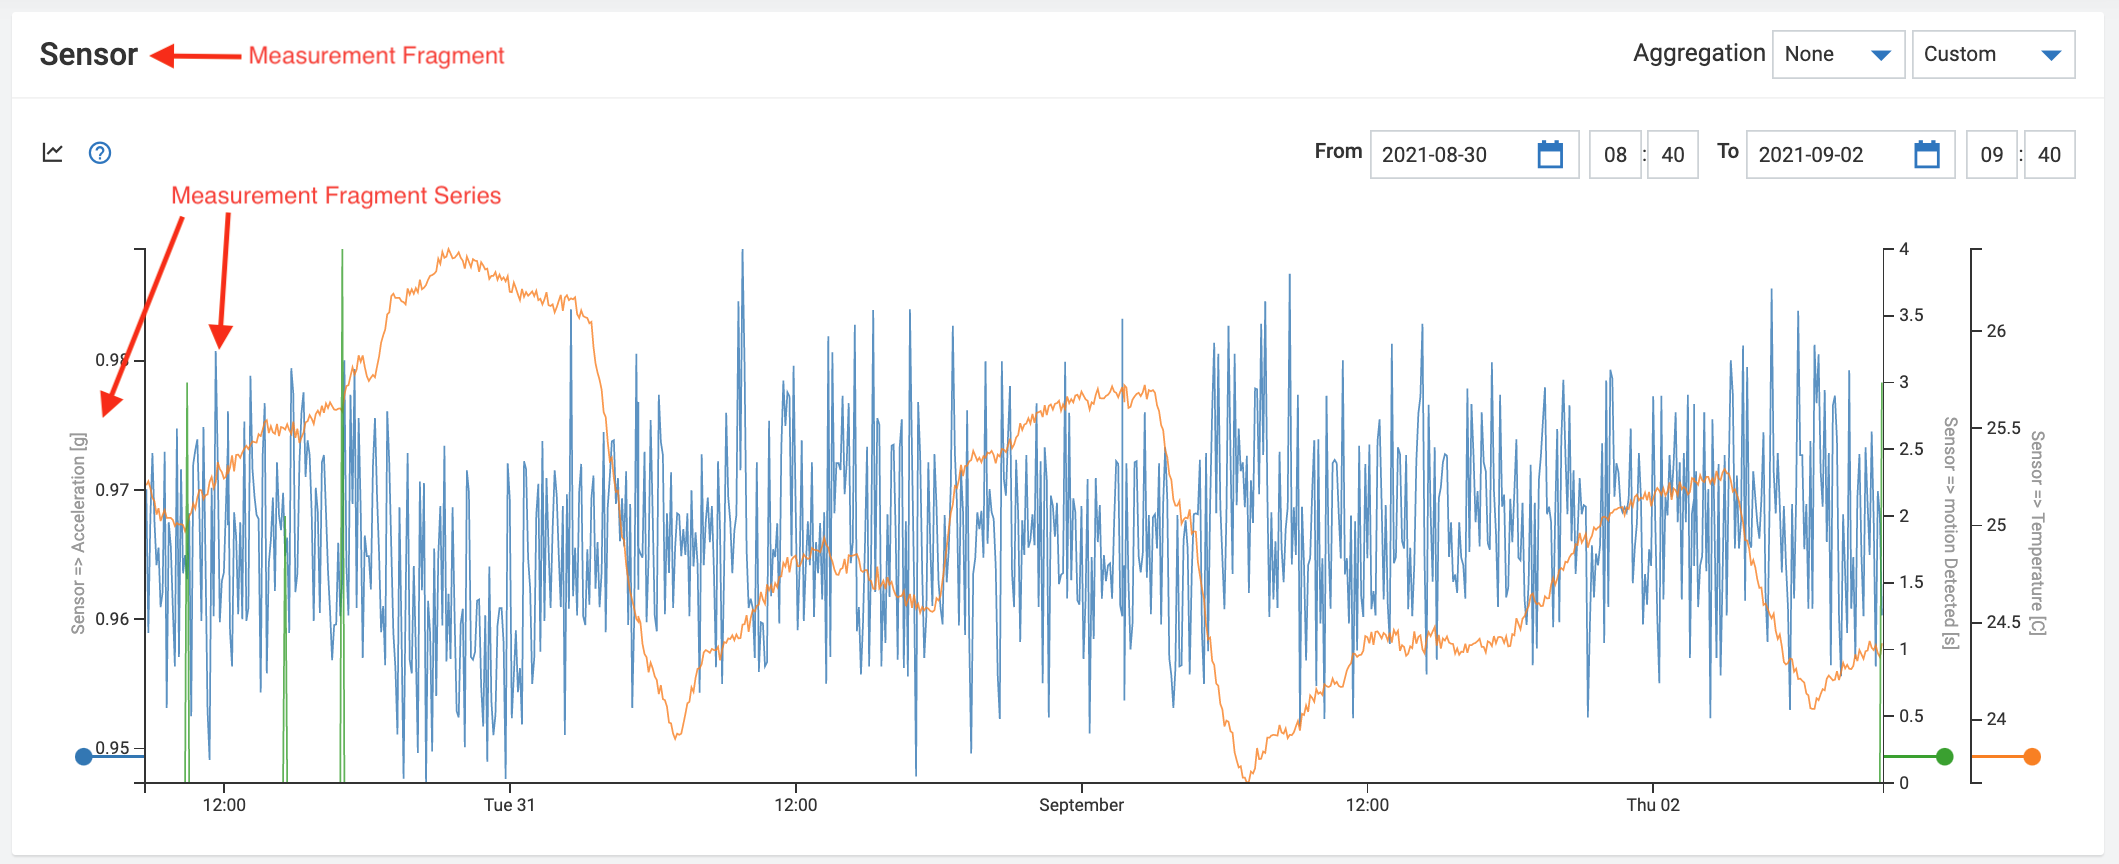 Sensor
Measurement Fragment
Aggregation None Custom
From 2021-08-30 08 : 40 To 2021-09-02 09 : 40
Measurement Fragment Series
Sensor => Acceleration [g]
0.98
0.97
0.96
0.95
4
3.5
3
2.5
2
1.5
1
0.5
0
Sensor => motion Detected [s]
26
25.5
25
24.5
24
Sensor => Temperature [C]
12:00 Tue 31 12:00 September 12:00 Thu 02